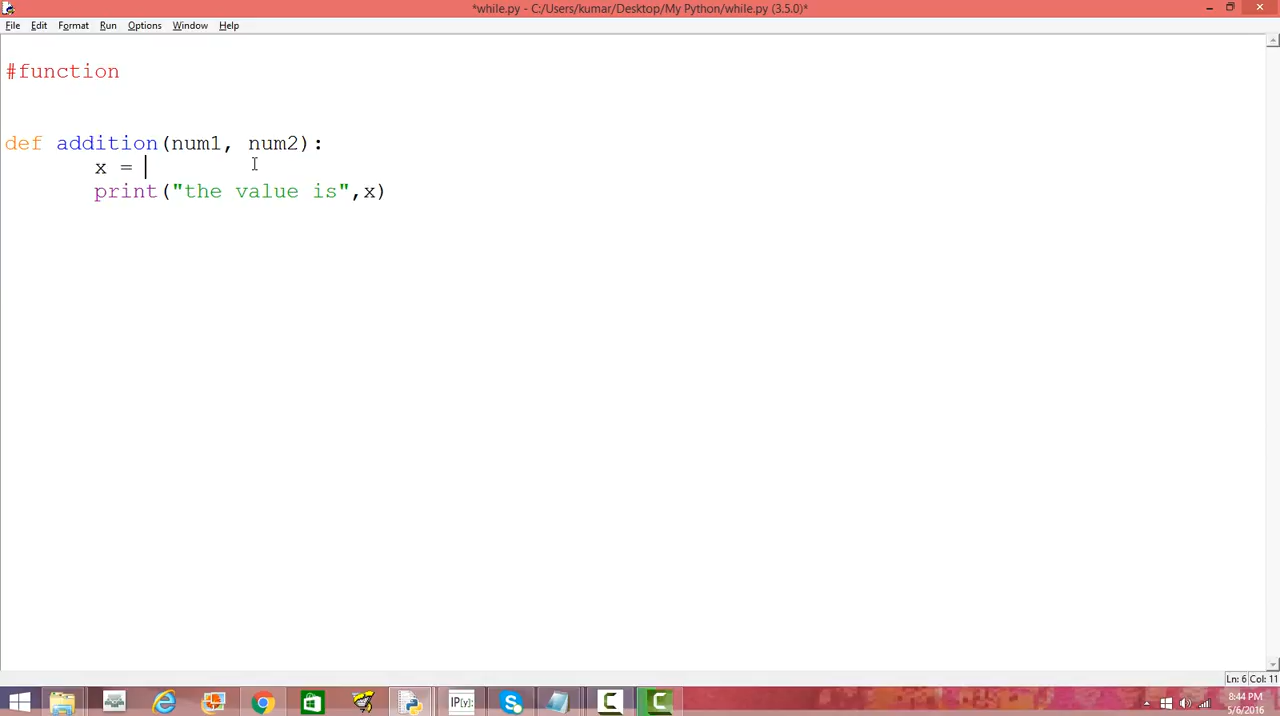 *while.py - C:/Users/kumar/Desktop/My Python/while.py (3.5.0)*
File Edit Format Run Options Window Help
#function
def addition(num1, num2):
x =
print("the value is",x)
Ln: 6 Col: 11
IP[y]:
8:44 PM
5/6/2016